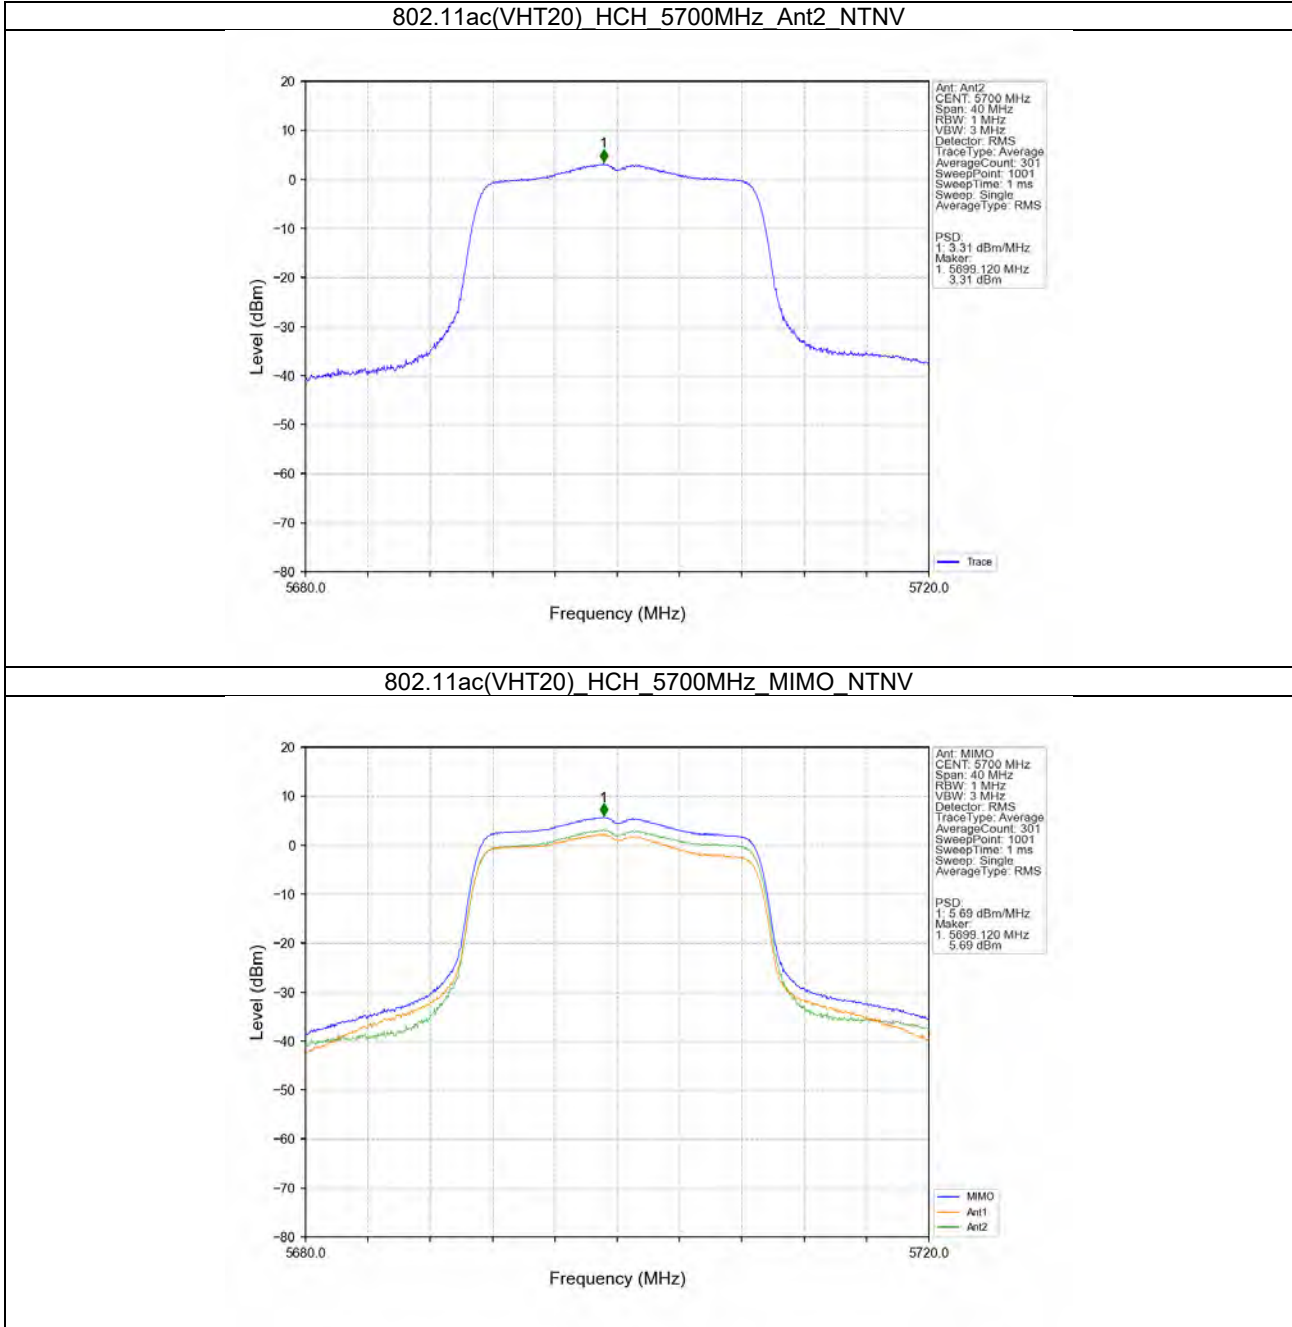 802.11ac(VHT20)_HCH_5700MHz_Ant2_NTNV
20
10
0
−10
−20
−30
−40
−50
−60
−70
−80
Level (dBm)
1
5680.0
5720.0
Frequency (MHz)
Ant: Ant2
CENT: 5700 MHz
Span: 40 MHz
RBW: 1 MHz
VBW: 3 MHz
Detector: RMS
TraceType: Average
AverageCount: 301
SweepPoint: 1001
SweepTime: 1 ms
Sweep: Single
AverageType: RMS
PSD:
1: 3.31 dBm/MHz
Maker:
1. 5699.120 MHz
3.31 dBm
Trace
802.11ac(VHT20)_HCH_5700MHz_MIMO_NTNV
20
10
0
−10
−20
−30
−40
−50
−60
−70
−80
Level (dBm)
1
5680.0
5720.0
Frequency (MHz)
Ant: MIMO
CENT: 5700 MHz
Span: 40 MHz
RBW: 1 MHz
VBW: 3 MHz
Detector: RMS
TraceType: Average
AverageCount: 301
SweepPoint: 1001
SweepTime: 1 ms
Sweep: Single
AverageType: RMS
PSD:
1: 5.69 dBm/MHz
Maker:
1. 5699.120 MHz
5.69 dBm
MIMO
Ant1
Ant2